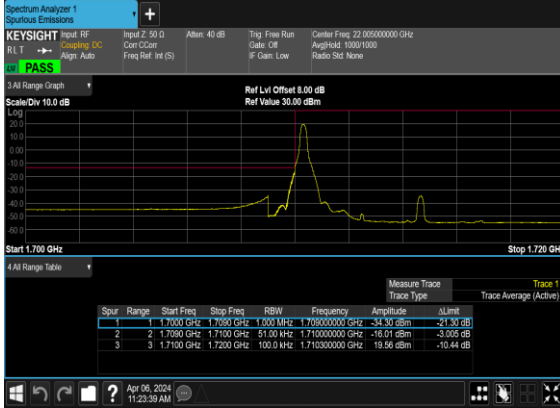 Spectrum Analyzer 1
Spurious Emissions
+
KEYSIGHT Input: RF Input Z: 50 Ω Atten: 40 dB Trig: Free Run Center Freq: 22.005000000 GHz
RLT Coupling: DC Corr CCorr Gate: Off Avg|Hold: 1000/1000
Align: Auto Freq Ref: Int (S) IF Gain: Low Radio Std: None
PASS
3 All Range Graph Ref Lvl Offset 8.00 dB
Scale/Div 10.0 dB Ref Value 30.00 dBm
Log
20.0
10.0
0.00
-10.0
-20.0
-30.0
-40.0
-50.0
-60.0
Start 1.700 GHz Stop 1.720 GH
4 All Range Table
Measure Trace Trace 1
Trace Type Trace Average (Active)
Spur Range Start Freq Stop Freq RBW Frequency Amplitude ΔLimit
1 1 1.7000 GHz 1.7090 GHz 1.000 MHz 1.709000000 GHz -34.30 dBm -21.30 dB
2 2 1.7090 GHz 1.7100 GHz 51.00 kHz 1.710000000 GHz -16.01 dBm -3.005 dB
3 3 1.7100 GHz 1.7200 GHz 100.0 kHz 1.710300000 GHz 19.56 dBm -10.44 dB
? Apr 06, 2024
11:23:39 AM